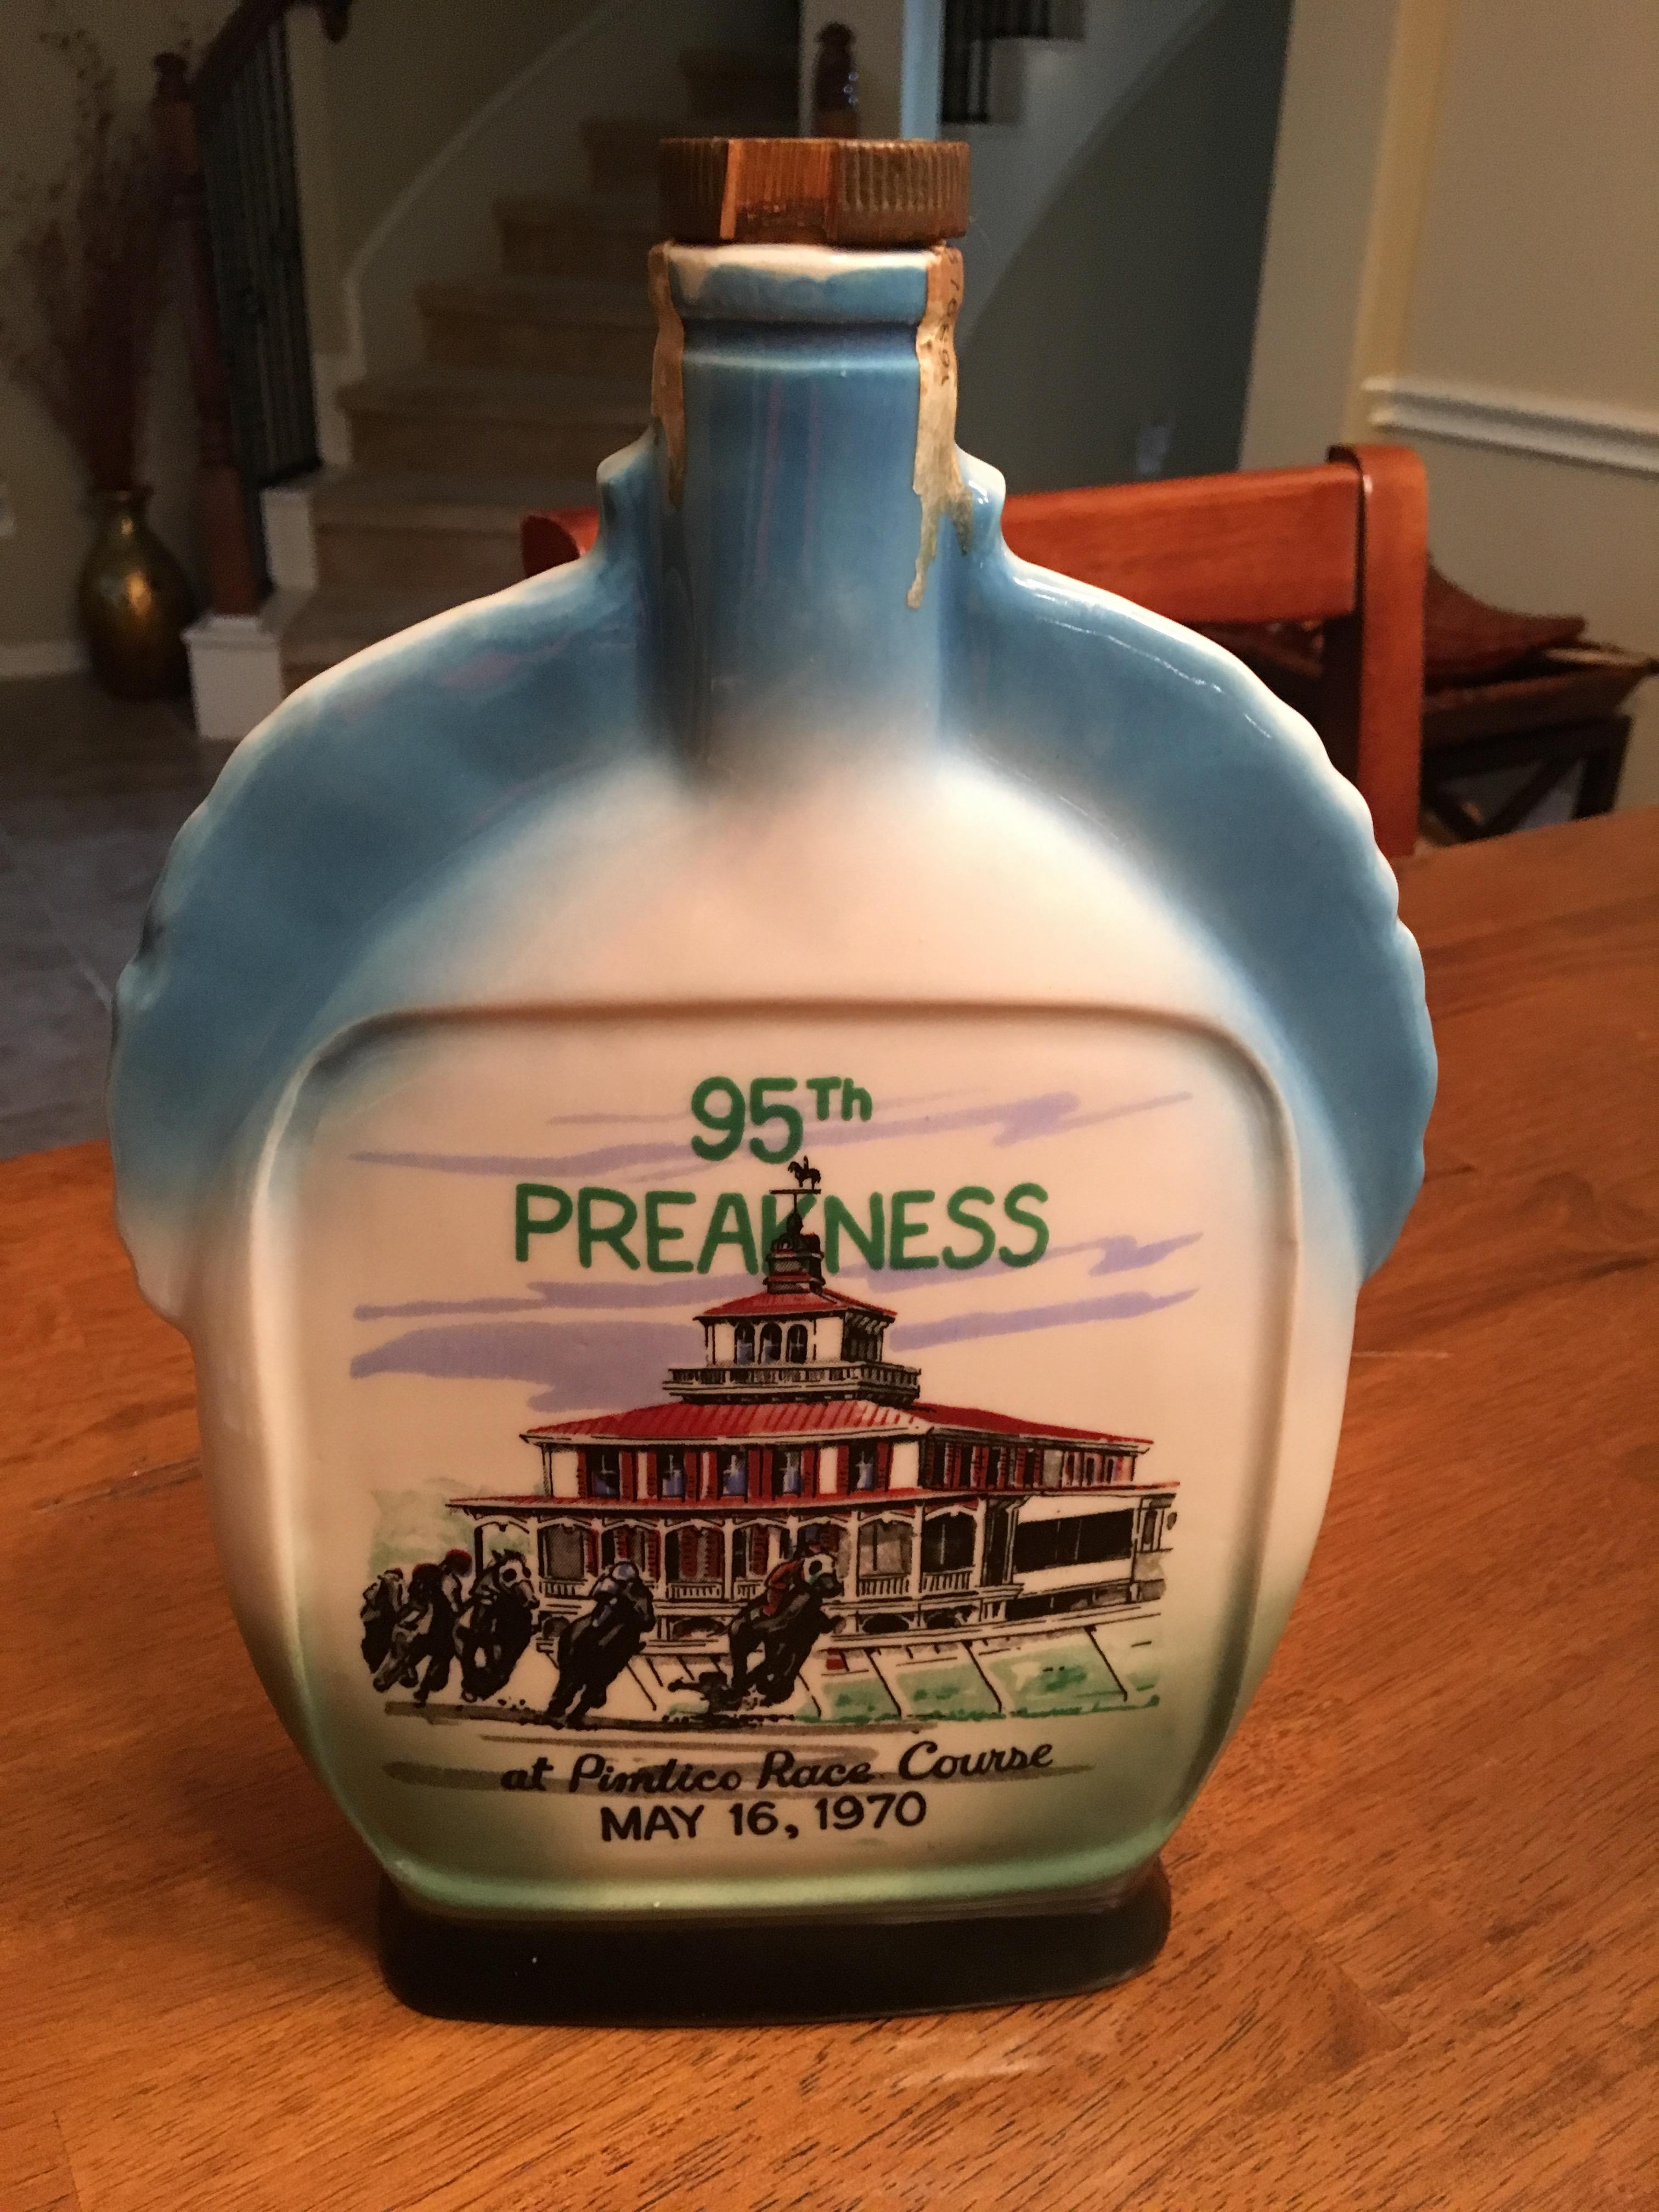 95Th
PREAKNESS
at Pimlico Race Course
MAY 16, 1970